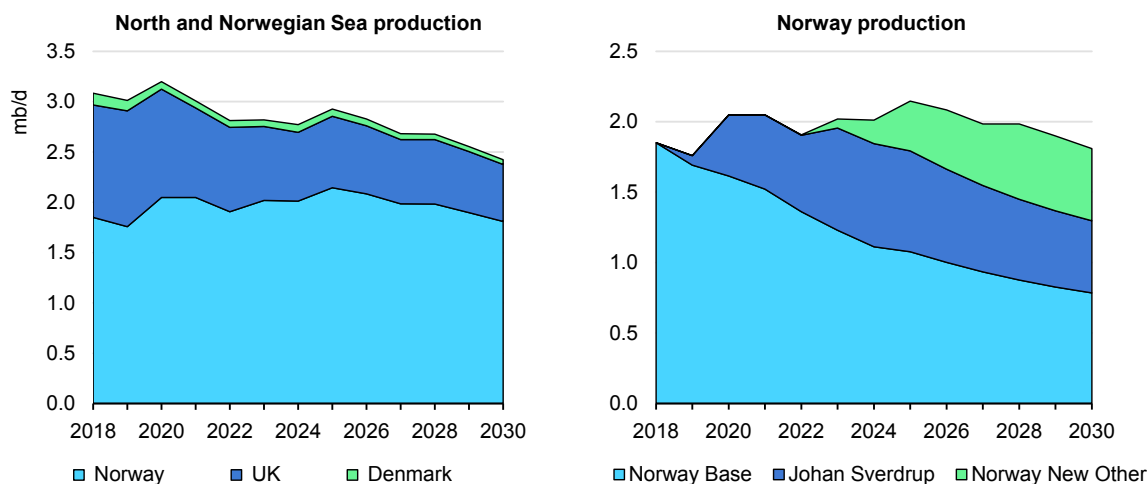 North and Norwegian Sea production
mb/d
3.5
3.0
2.5
2.0
1.5
1.0
0.5
0.0
2018 2020 2022 2024 2026 2028 2030
Norway UK Denmark
Norway production
2.5
2.0
1.5
1.0
0.5
0.0
2018 2020 2022 2024 2026 2028 2030
Norway Base Johan Sverdrup Norway New Other